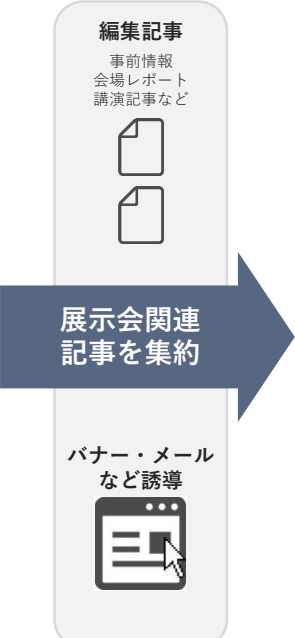 編集記事
事前情報
会場レポート
講演記事など
展示会関連
記事を集約
バナー・メール
など誘導